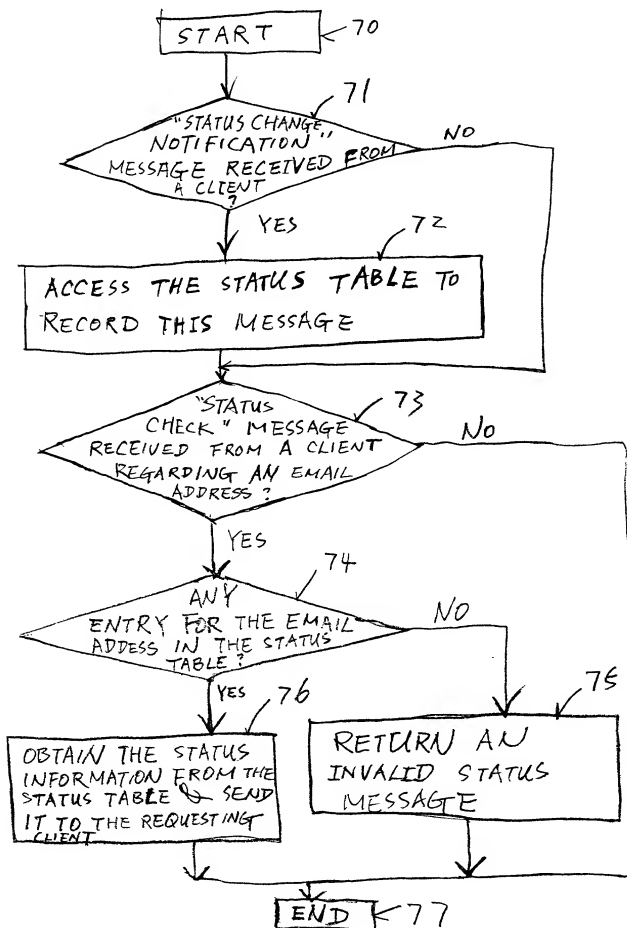 START
70
71
"STATUS CHANGE
NOTIFICATION"
MESSAGE RECEIVED FROM
A CLIENT
?
NO
YES
72
ACCESS THE STATUS TABLE TO
RECORD THIS MESSAGE
73
"STATUS
CHECK" MESSAGE
RECEIVED FROM A CLIENT
REGARDING AN EMAIL
ADDRESS?
NO
YES
74
ANY
ENTRY FOR THE EMAIL
ADDESS IN THE STATUS
TABLE?
NO
YES
76
OBTAIN THE STATUS
INFORMATION FROM THE
STATUS TABLE & SEND
IT TO THE REQUESTING
CLIENT
75
RETURN AN
INVALID STATUS
MESSAGE
END
77